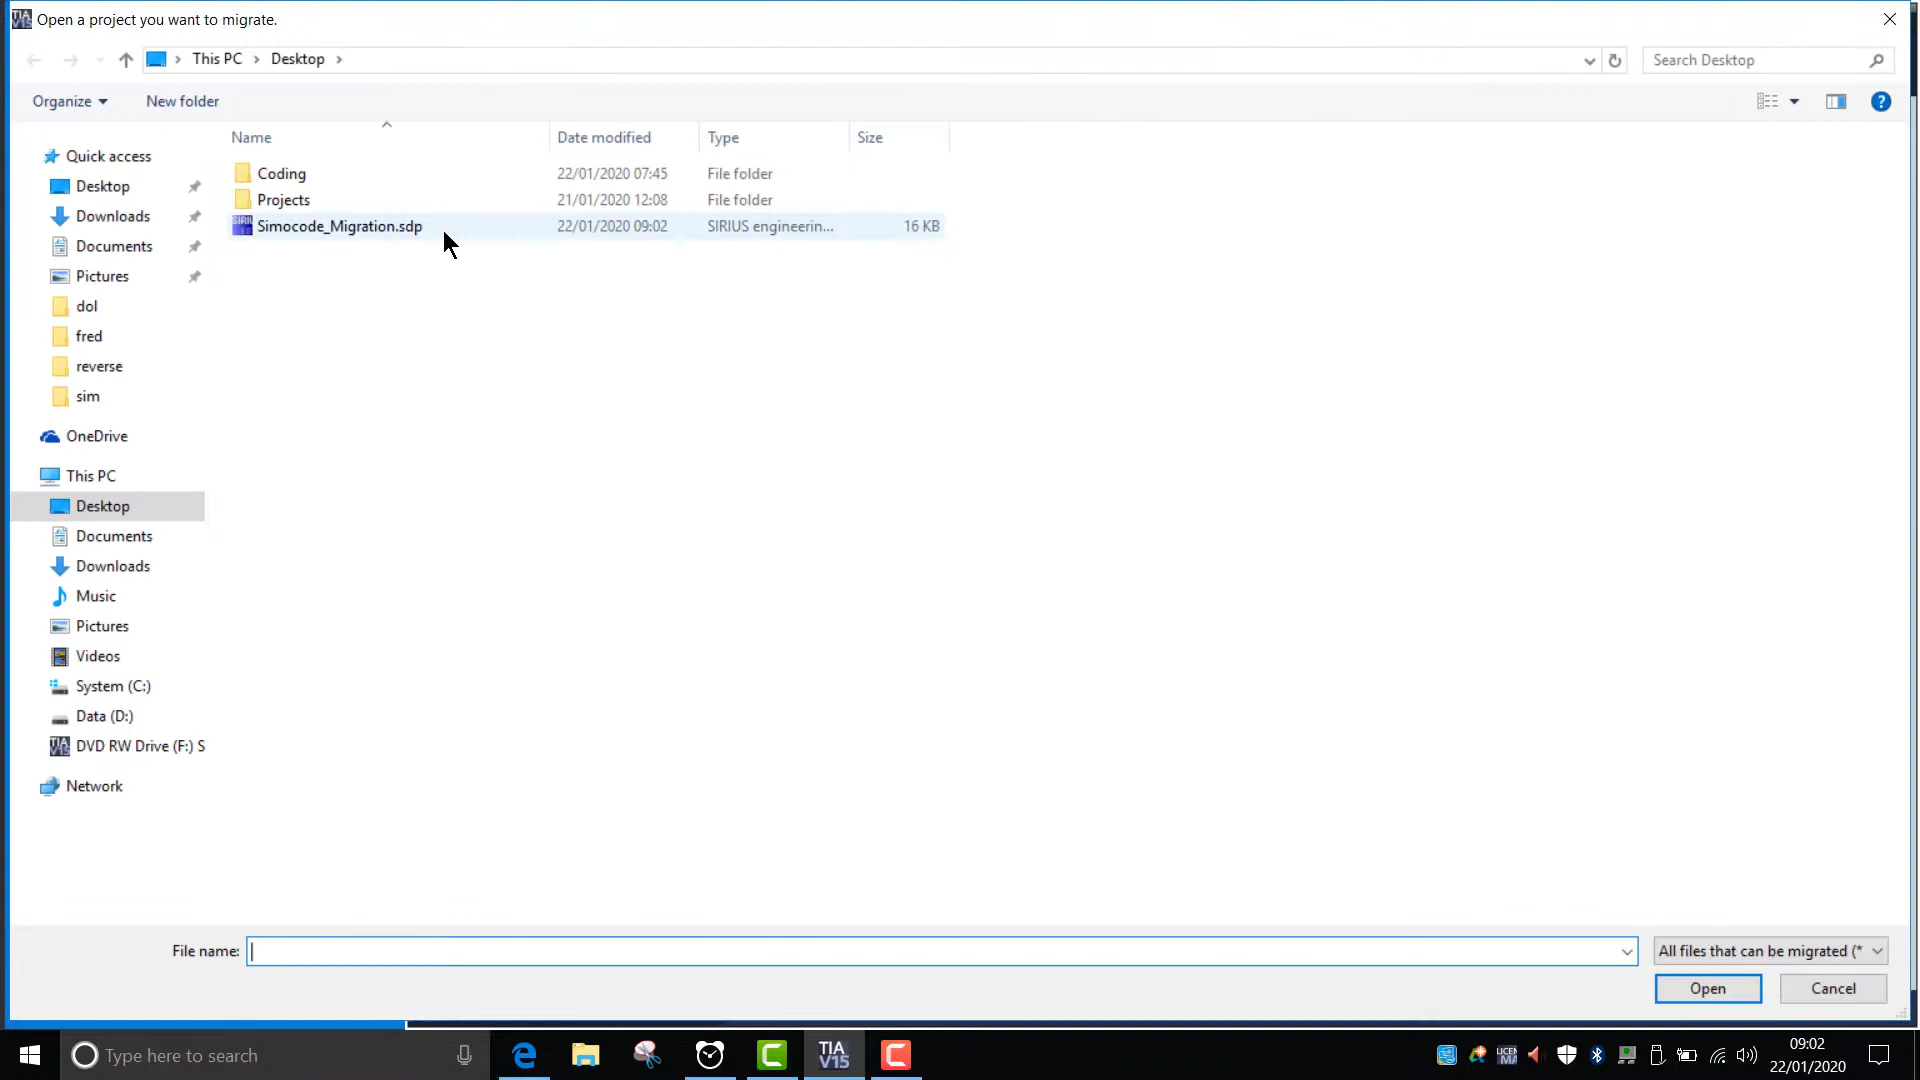 TIA V15 Open a project you want to migrate.
This PC > Desktop >
Search Desktop
Organize
New folder
Name
Date modified
Type
Size
Coding
22/01/2020 07:45
File folder
Projects
21/01/2020 12:08
File folder
Simocode_Migration.sdp
22/01/2020 09:02
SIRIUS engineerin...
16 KB
Quick access
Desktop
Downloads
Documents
Pictures
dol
fred
reverse
sim
OneDrive
This PC
Desktop
Documents
Downloads
Music
Pictures
Videos
System (C:)
Data (D:)
DVD RW Drive (F:) S
Network
File name:
All files that can be migrated (*
Open
Cancel
Type here to search
TIA
V15
09:02
22/01/2020